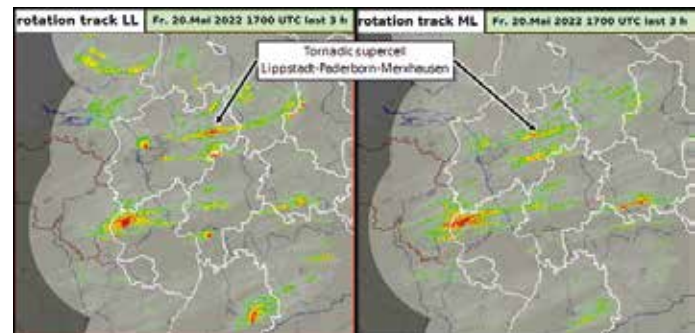 rotation track LL
Fr. 20.Mai 2022 1700 UTC last 3 h
rotation track ML
Fr. 20.Mai 2022 1700 UTC last 3 h
Tornadic supercell
Lippstadt-Paderborn-Merxhausen